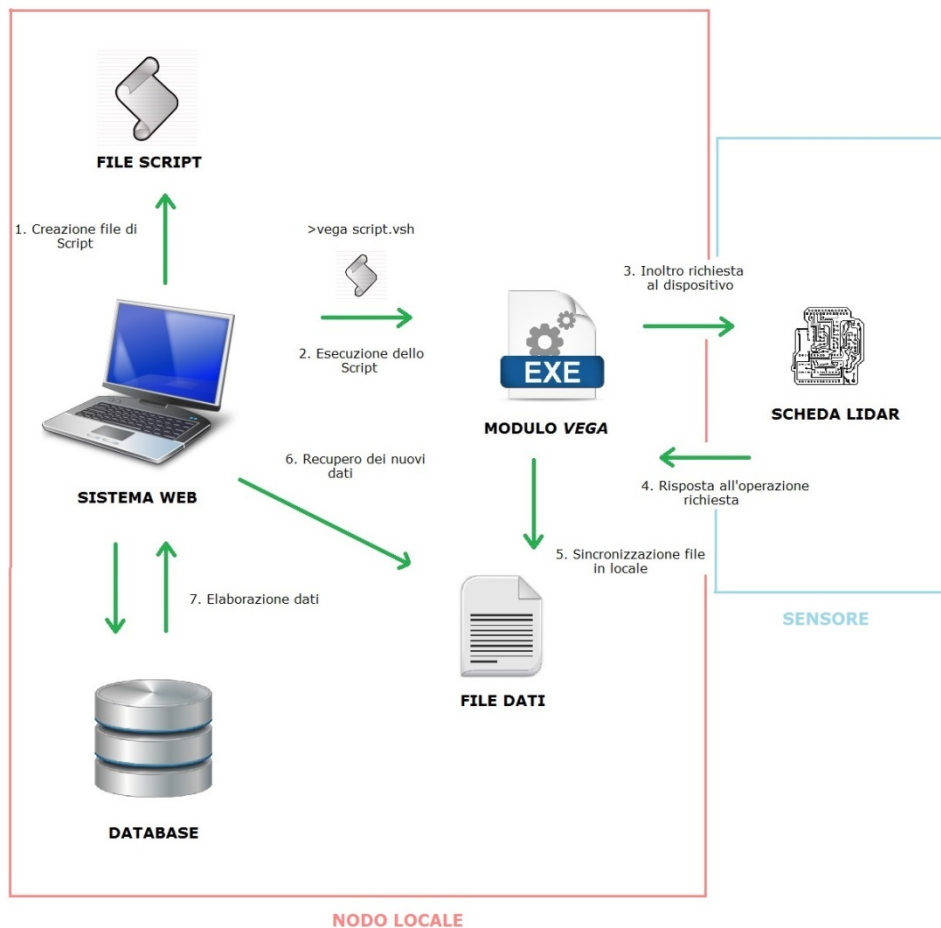 FILE SCRIPT
1. Creazione file di
Script
>vega script.vsh
2. Esecuzione dello
Script
3. Inoltro richiesta
al dispositivo
EXE
MODULO VEGA
SCHEDA LIDAR
SISTEMA WEB
6. Recupero dei nuovi
dati
4. Risposta all'operazione
richiesta
5. Sincronizzazione file
in locale
7. Elaborazione dati
SENSORE
FILE DATI
DATABASE
NODO LOCALE